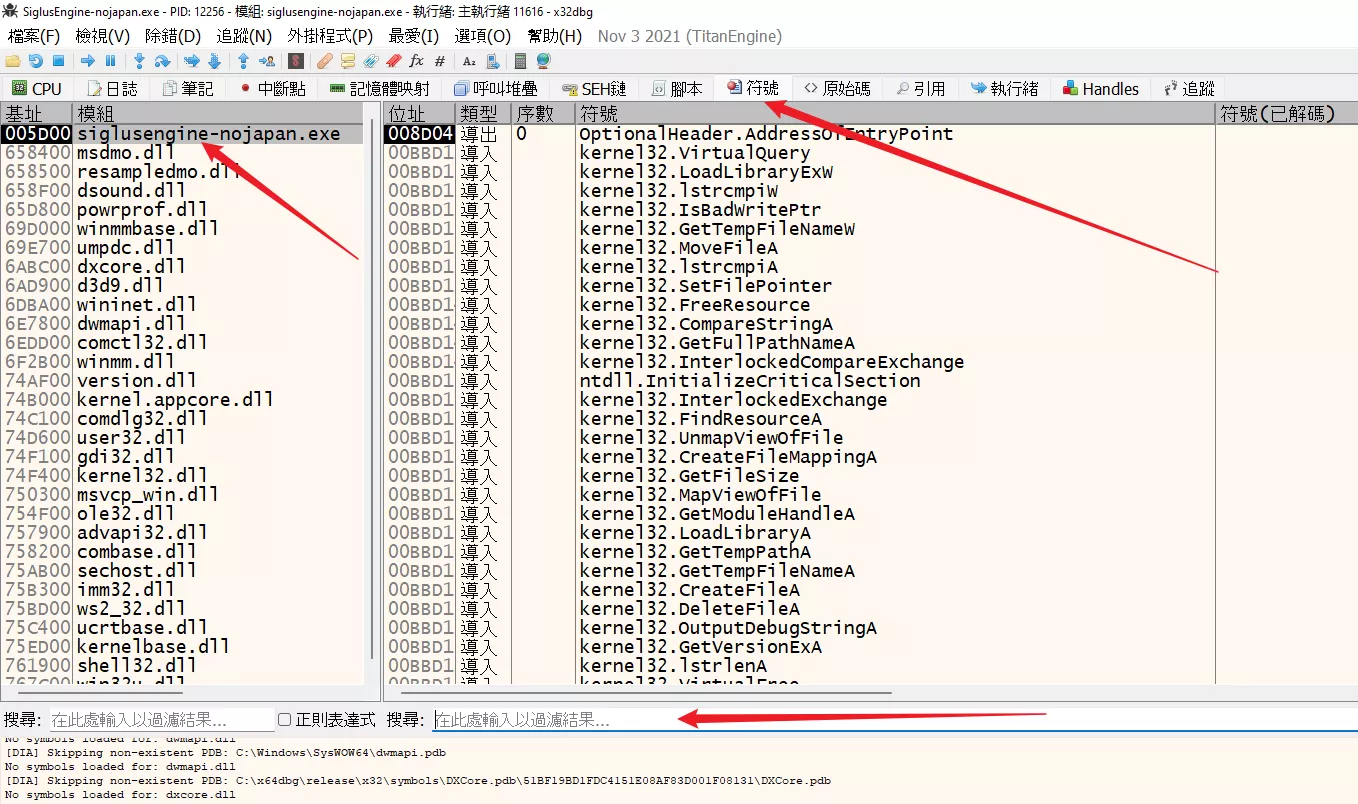 SiglusEngine-nojapan.exe - PID: 12256 - 模組: siglusengine-nojapan.exe - 執行緒: 主執行緒 11616 - x32dbg
檔案(F) 檢視(V) 除錯(D) 追蹤(N) 外掛程式(P) 最愛(I) 選項(O) 幫助(H) Nov 3 2021 (TitanEngine)
CPU 日誌 筆記 中斷點 記憶體映射 呼叫堆疊 SEH鏈 腳本 符號 原始碼 引用 執行緒 Handles 追蹤
基址 模組 位址 類型 序數 符號 符號(已解碼)
005D00 siglusengine-nojapan.exe 008D04 導出 0 OptionalHeader.AddressOfEntryPoint
658400 msdmo.dll 00BBD1 導入 kernel32.VirtualQuery
658500 resampledmo.dll 00BBD1 導入 kernel32.LoadLibraryExW
658F00 dsound.dll 00BBD1 導入 kernel32.lstrcmpiW
65D800 powrprof.dll 00BBD1 導入 kernel32.IsBadWritePtr
69D000 winmmbase.dll 00BBD1 導入 kernel32.GetTempFileNameW
69E700 umpdc.dll 00BBD1 導入 kernel32.MoveFileA
6ABC00 dxcore.dll 00BBD1 導入 kernel32.lstrcmpiA
6AD900 d3d9.dll 00BBD1 導入 kernel32.SetFilePointer
6DBA00 wininet.dll 00BBD1 導入 kernel32.FreeResource
6E7800 dwmapi.dll 00BBD1 導入 kernel32.CompareStringA
6EDD00 comctl32.dll 00BBD1 導入 kernel32.GetFullPathNameA
6F2B00 winmm.dll 00BBD1 導入 kernel32.InterlockedCompareExchange
74AF00 version.dll 00BBD1 導入 ntdll.InitializeCriticalSection
74B000 kernel.appcore.dll 00BBD1 導入 kernel32.InterlockedExchange
74C100 comdlg32.dll 00BBD1 導入 kernel32.FindResourceA
74D600 user32.dll 00BBD1 導入 kernel32.UnmapViewOfFile
74F100 gdi32.dll 00BBD1 導入 kernel32.CreateFileMappingA
74F400 kernel32.dll 00BBD1 導入 kernel32.GetFileSize
750300 msvcp_win.dll 00BBD1 導入 kernel32.MapViewOfFile
754F00 ole32.dll 00BBD1 導入 kernel32.GetModuleHandleA
757900 advapi32.dll 00BBD1 導入 kernel32.LoadLibraryA
758200 combase.dll 00BBD1 導入 kernel32.GetTempPathA
75AB00 sechost.dll 00BBD1 導入 kernel32.GetTempFileNameA
75B300 imm32.dll 00BBD1 導入 kernel32.CreateFileA
75BD00 ws2_32.dll 00BBD1 導入 kernel32.DeleteFileA
75C400 ucrtbase.dll 00BBD1 導入 kernel32.OutputDebugStringA
75ED00 kernelbase.dll 00BBD1 導入 kernel32.GetVersionExA
761900 shell32.dll 00BBD1 導入 kernel32.lstrlenA
767C00 win32u.dll 00BBD1 導入 kernel32.VirtualFree
搜尋: 在此處輸入以過濾結果... 正則表達式 搜尋: 在此處輸入以過濾結果...
No symbols loaded for: dwmapi.dll
[DIA] Skipping non-existent PDB: C:\Windows\SysWOW64\dwmapi.pdb
No symbols loaded for: dwmapi.dll
[DIA] Skipping non-existent PDB: C:\x64dbg\release\x32\symbols\DXCore.pdb\51BF19BD1FDC4151E08AF83D001F08131\DXCore.pdb
No symbols loaded for: dxcore.dll